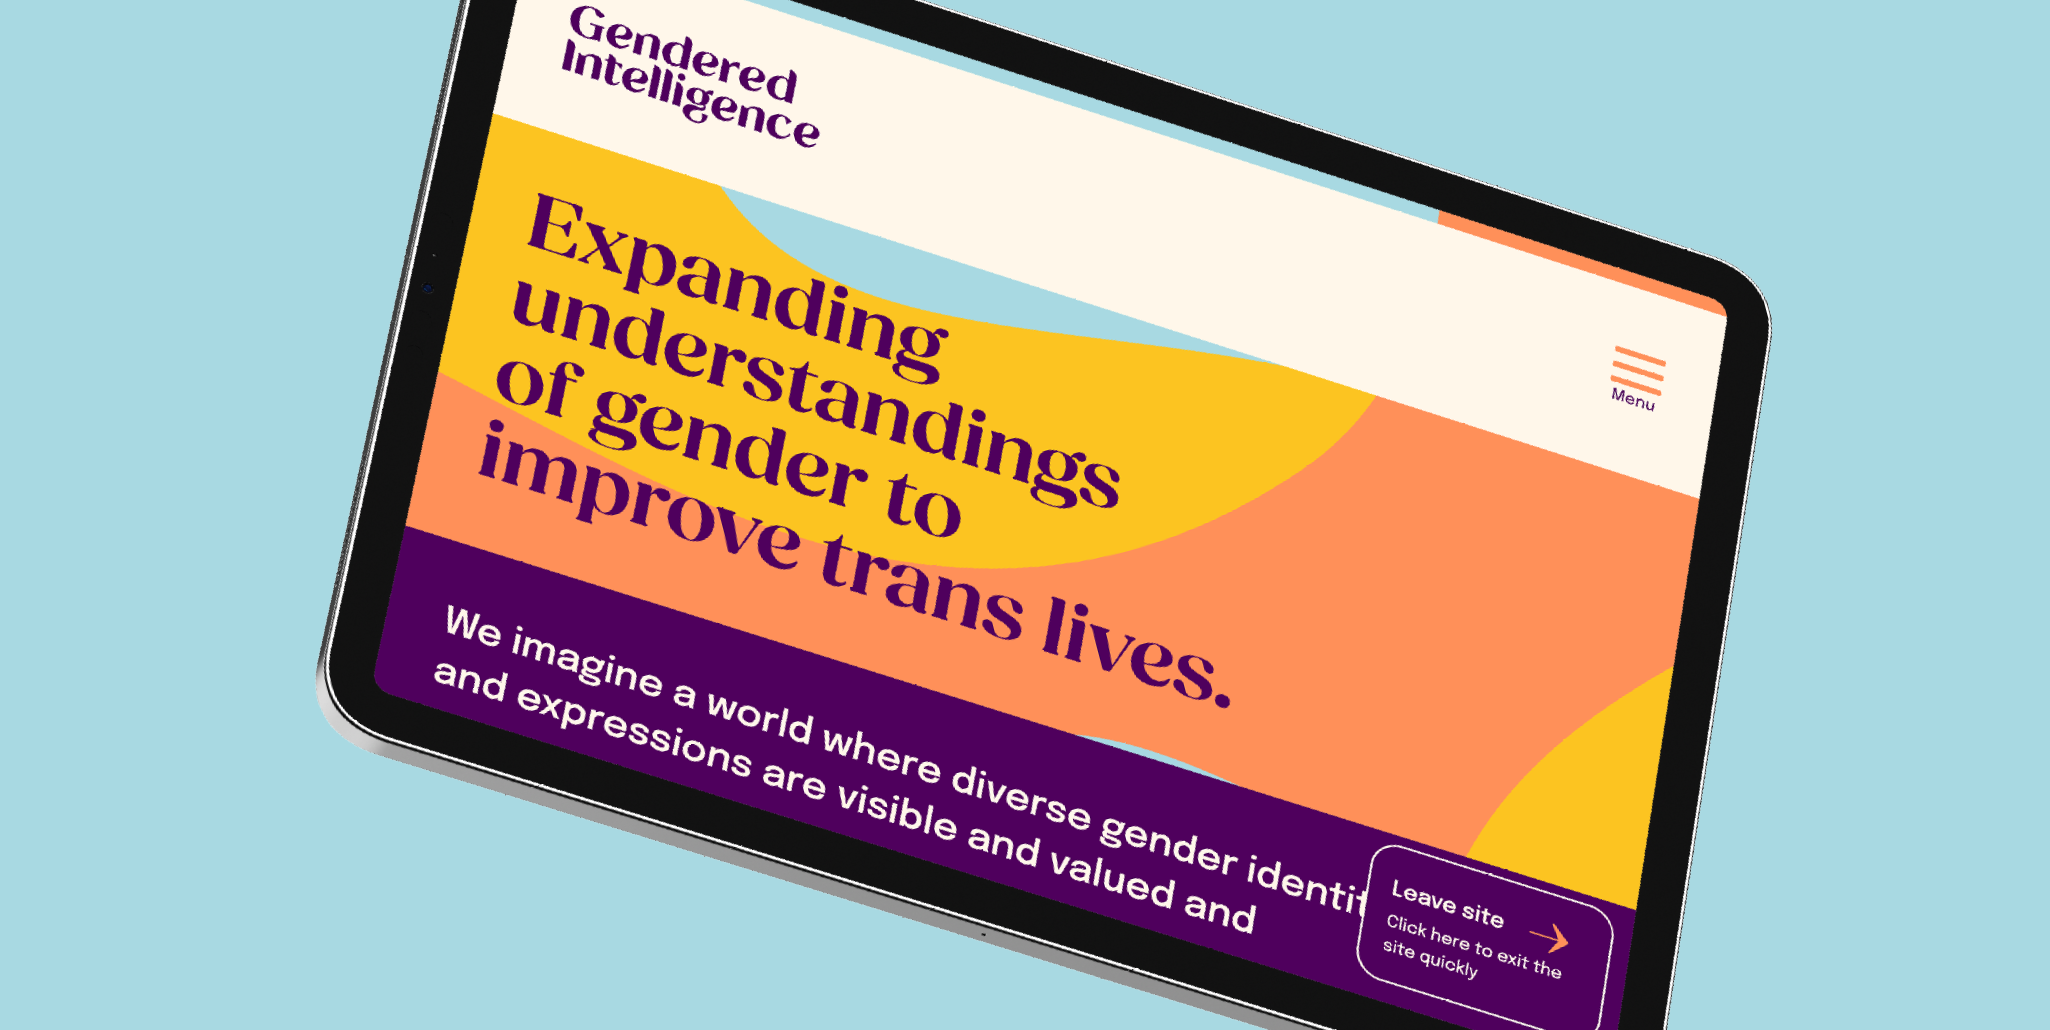 Gendered
Intelligence
Menu
Expanding
understandings
of gender to
improve trans lives.
We imagine a world where diverse gender identit
and expressions are visible and valued and
Leave site
Click here to exit the
site quickly